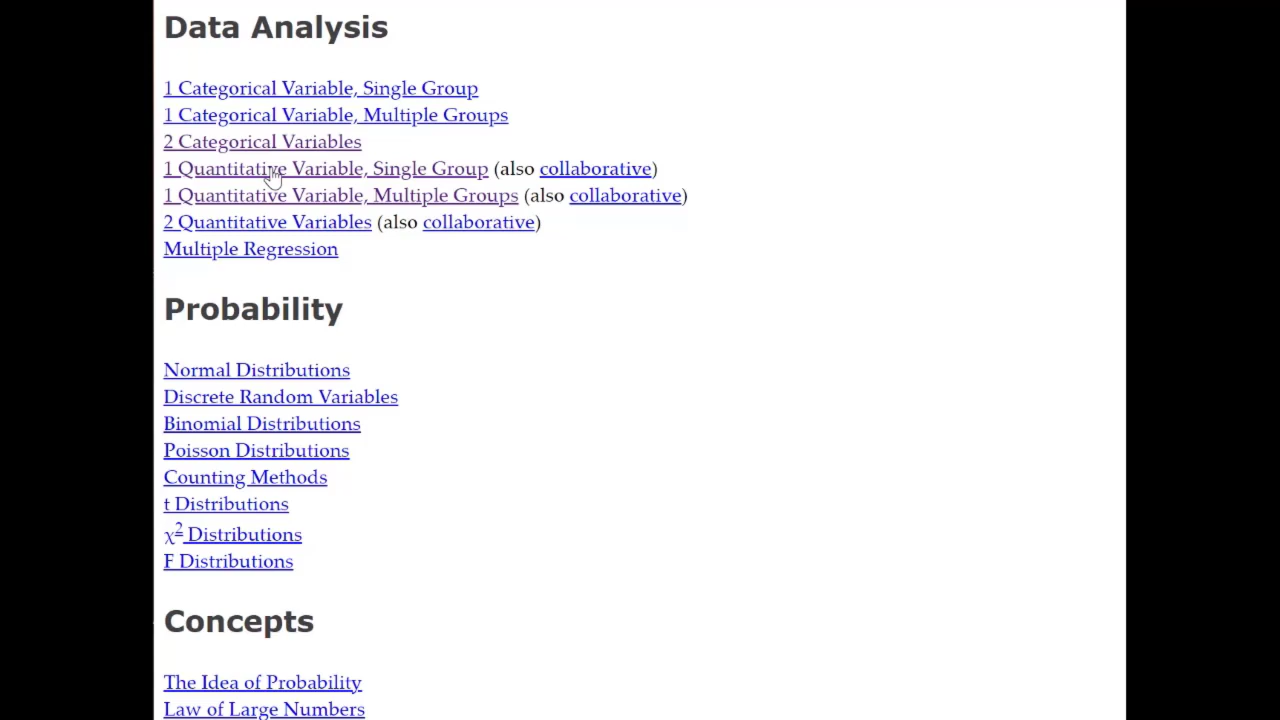 Data Analysis
1 Categorical Variable, Single Group
1 Categorical Variable, Multiple Groups
2 Categorical Variables
1 Quantitative Variable, Single Group (also collaborative)
1 Quantitative Variable, Multiple Groups (also collaborative)
2 Quantitative Variables (also collaborative)
Multiple Regression
Probability
Normal Distributions
Discrete Random Variables
Binomial Distributions
Poisson Distributions
Counting Methods
t Distributions
χ² Distributions
F Distributions
Concepts
The Idea of Probability
Law of Large Numbers